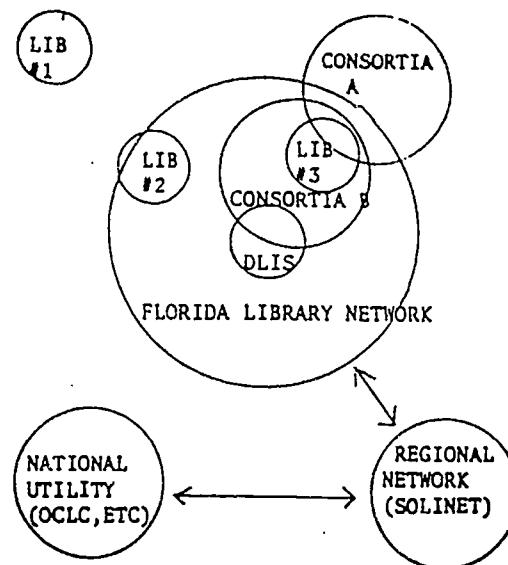 LIB
#1
CONSORTIA
A
LIB
#2
LIB
#3
CONSORTIA B
DLIS
FLORIDA LIBRARY NETWORK
NATIONAL
UTILITY
(OCLC,ETC)
REGIONAL
NETWORK
(SOLINET)